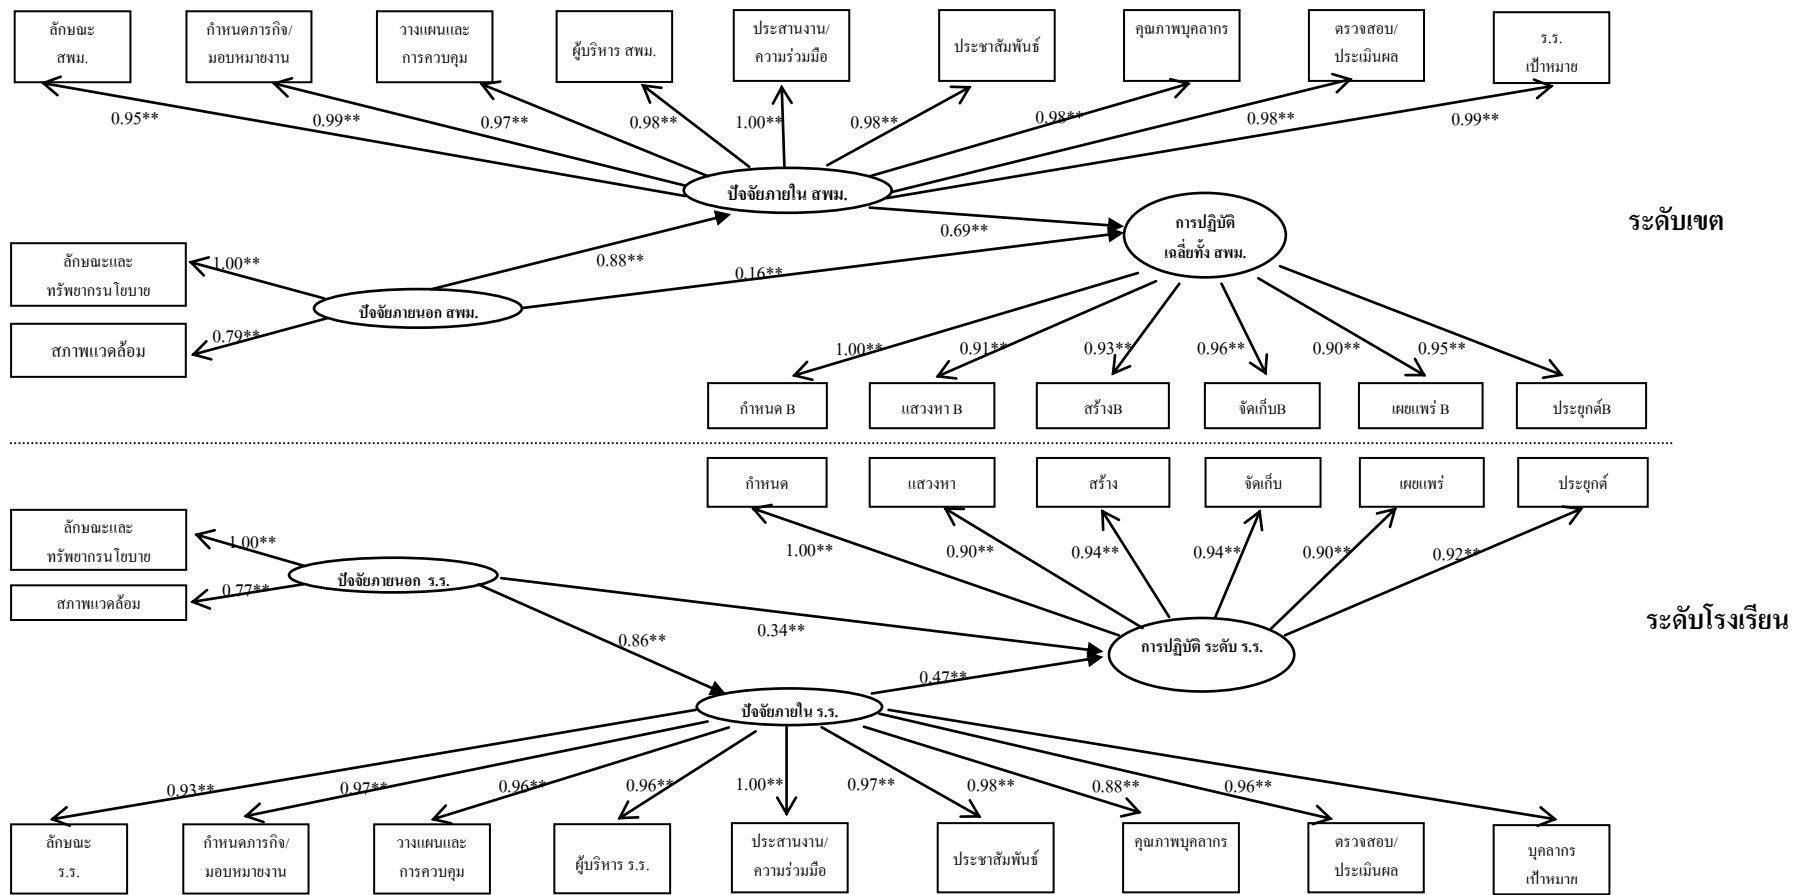 ลักษณะ
สพม.
กำหนดภารกิจ/
มอบหมายงาน
วางแผนและ
การควบคุม
ผู้บริหาร สพม.
ประสานงาน/
ความร่วมมือ
ประชาสัมพันธ์
คุณภาพบุคลากร
ตรวจสอบ/
ประเมินผล
ร.ร.
เป้าหมาย
0.95**
0.99**
0.97**
0.98**
1.00**
0.98**
0.98**
0.98**
0.99**
ปัจจัยภายใน สพม.
การปฏิบัติ
เฉลี่ยทั้ง สพม.
ระดับเขต
0.69**
0.88**
0.16**
ลักษณะและ
ทรัพยากรนโยบาย
1.00**
ปัจจัยภายนอก สพม.
สภาพแวดล้อม
0.79**
1.00**
0.91**
0.93**
0.96**
0.90**
0.95**
กำหนด B
แสวงหา B
สร้างB
จัดเก็บB
เผยแพร่ B
ประยุกต์B
กำหนด
แสวงหา
สร้าง
จัดเก็บ
เผยแพร่
ประยุกต์
ลักษณะและ
ทรัพยากรนโยบาย
1.00**
1.00**
0.90**
0.94**
0.94**
0.90**
0.92**
ปัจจัยภายนอก ร.ร.
สภาพแวดล้อม
0.77**
ระดับโรงเรียน
0.86**
0.34**
การปฏิบัติ ระดับ ร.ร.
0.47**
ปัจจัยภายใน ร.ร.
0.93**
0.97**
0.96**
0.96**
1.00**
0.97**
0.98**
0.88**
0.96**
ลักษณะ
ร.ร.
กำหนดภารกิจ/
มอบหมายงาน
วางแผนและ
การควบคุม
ผู้บริหาร ร.ร.
ประสานงาน/
ความร่วมมือ
ประชาสัมพันธ์
คุณภาพบุคลากร
ตรวจสอบ/
ประเมินผล
บุคลากร
เป้าหมาย